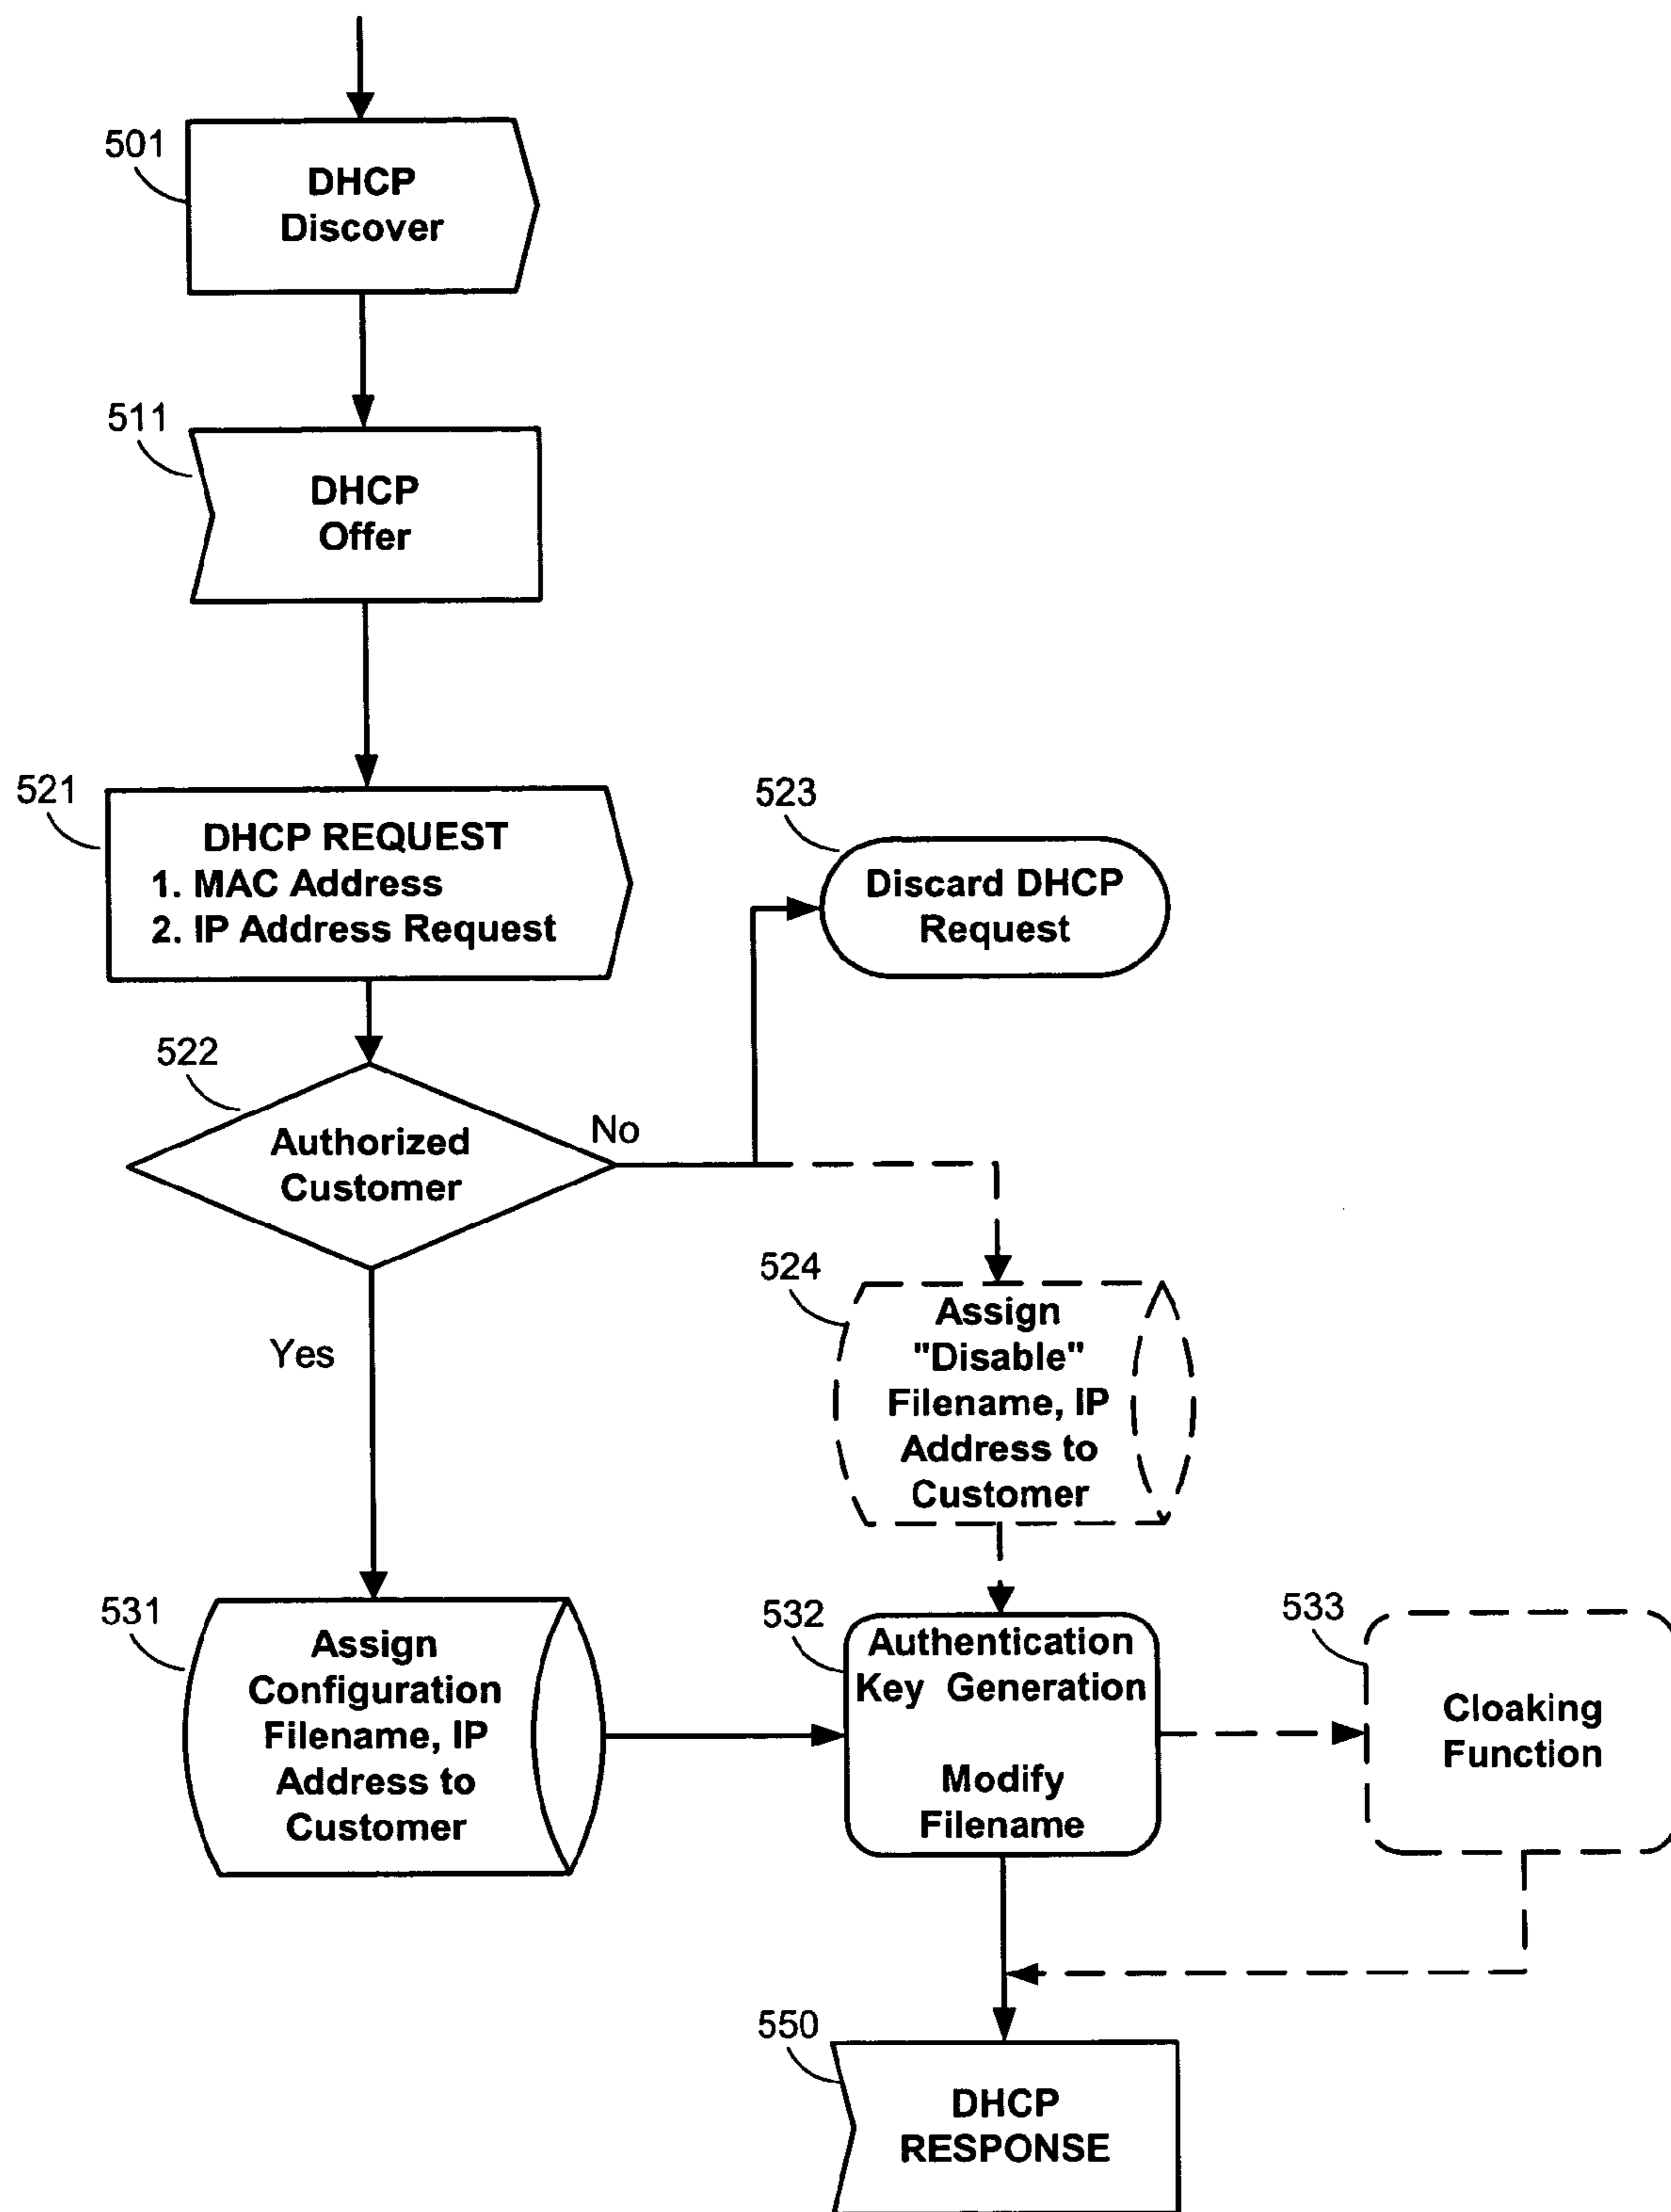 501
DHCP
Discover
511
DHCP
Offer
521
DHCP REQUEST
1. MAC Address
2. IP Address Request
523
Discard DHCP
Request
522
Authorized
Customer
No
Yes
524
Assign
"Disable"
Filename, IP
Address to
Customer
531
Assign
Configuration
Filename, IP
Address to
Customer
532
Authentication
Key Generation
Modify
Filename
533
Cloaking
Function
550
DHCP
RESPONSE